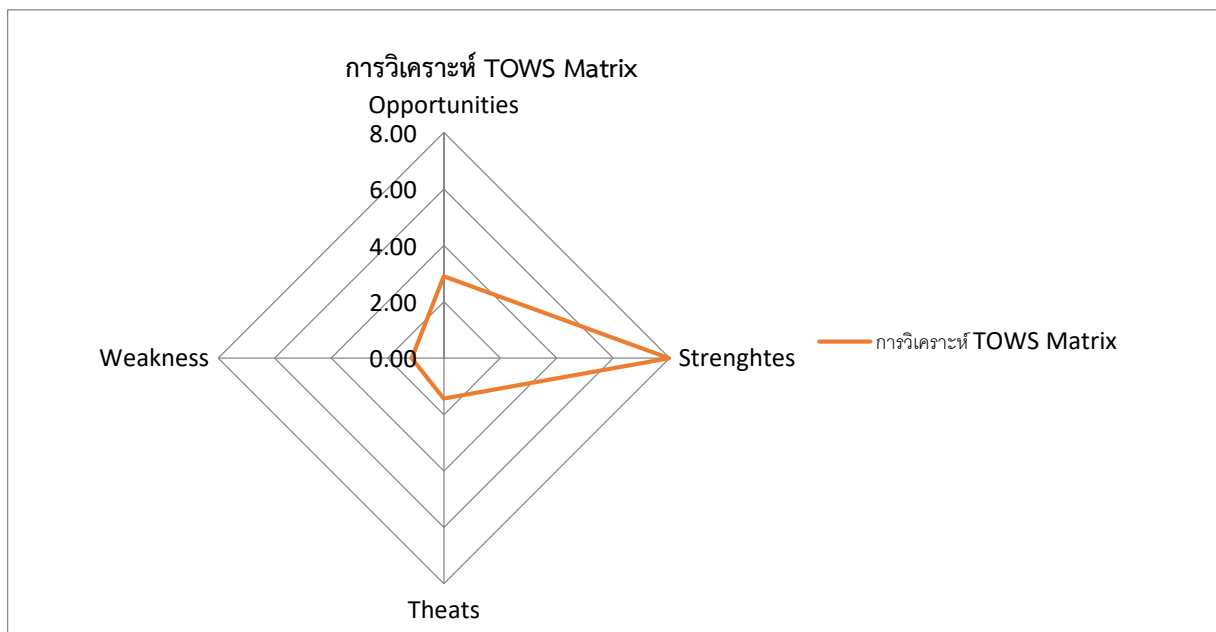 การวิเคราะห์ TOWS Matrix
Opportunities
8.00
6.00
4.00
2.00
0.00
Weakness
Strenghtes
การวิเคราะห์ TOWS Matrix
Theats